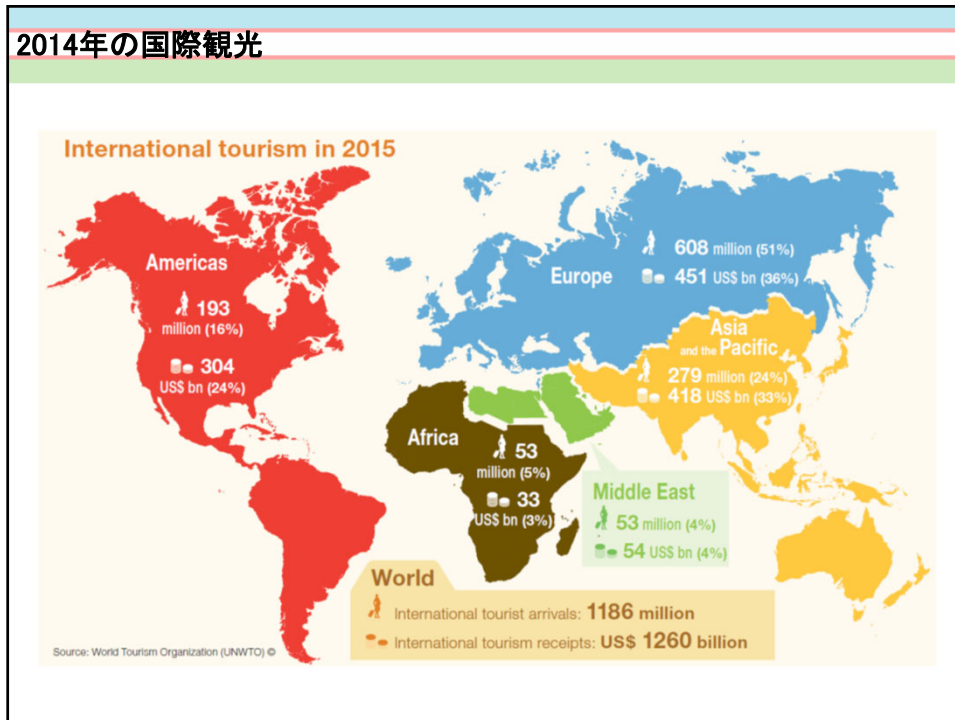 2014年の国際観光
International tourism in 2015
Americas
193
million (16%)
304
US$ bn (24%)
Europe
608 million (51%)
451 US$ bn (36%)
Asia
and the Pacific
279 million (24%)
418 US$ bn (33%)
Africa
53
million (5%)
33
US$ bn (3%)
Middle East
53 million (4%)
54 US$ bn (4%)
World
International tourist arrivals: 1186 million
International tourism receipts: US$ 1260 billion
Source: World Tourism Organization (UNWTO) ©